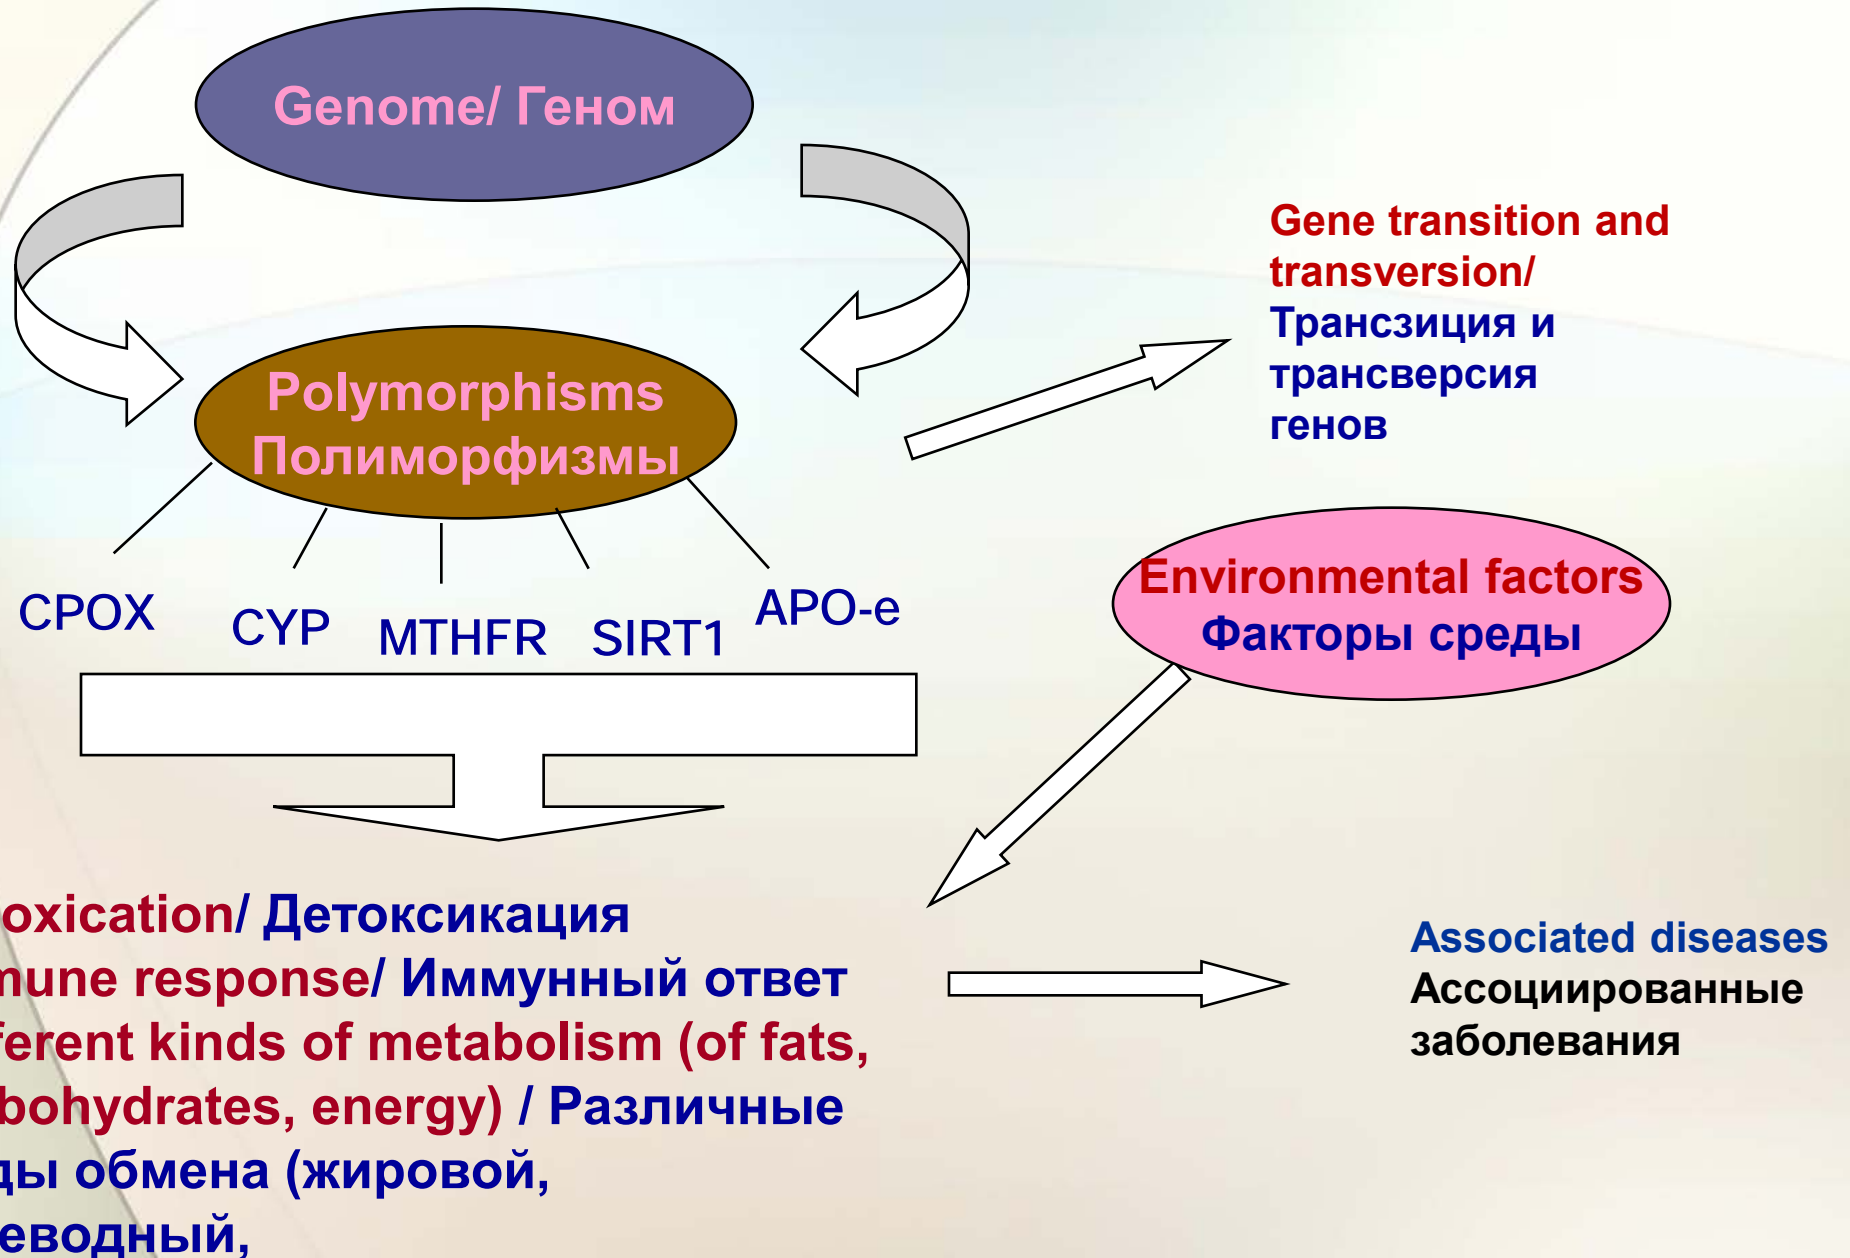 Genome/ Геном
Gene transition and
transversion/
Трансзиция и
трансверсия
генов
Polymorphisms
Полиморфизмы
CPOX
CYP
MTHFR
SIRT1
APO-e
Environmental factors
Факторы среды
oxication/ Детоксикация
mune response/ Иммунный ответ
ferent kinds of metabolism (of fats,
bohydrates, energy) / Различные
ды обмена (жировой,
еводный,
Associated diseases
Ассоциированные
заболевания